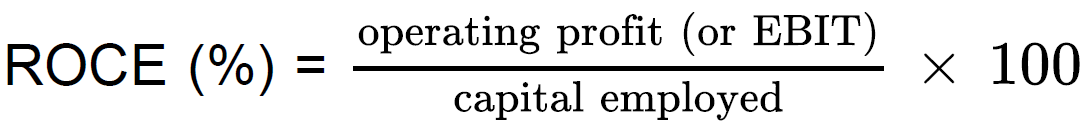 ROCE (%) = operating profit (or EBIT) / capital employed × 100